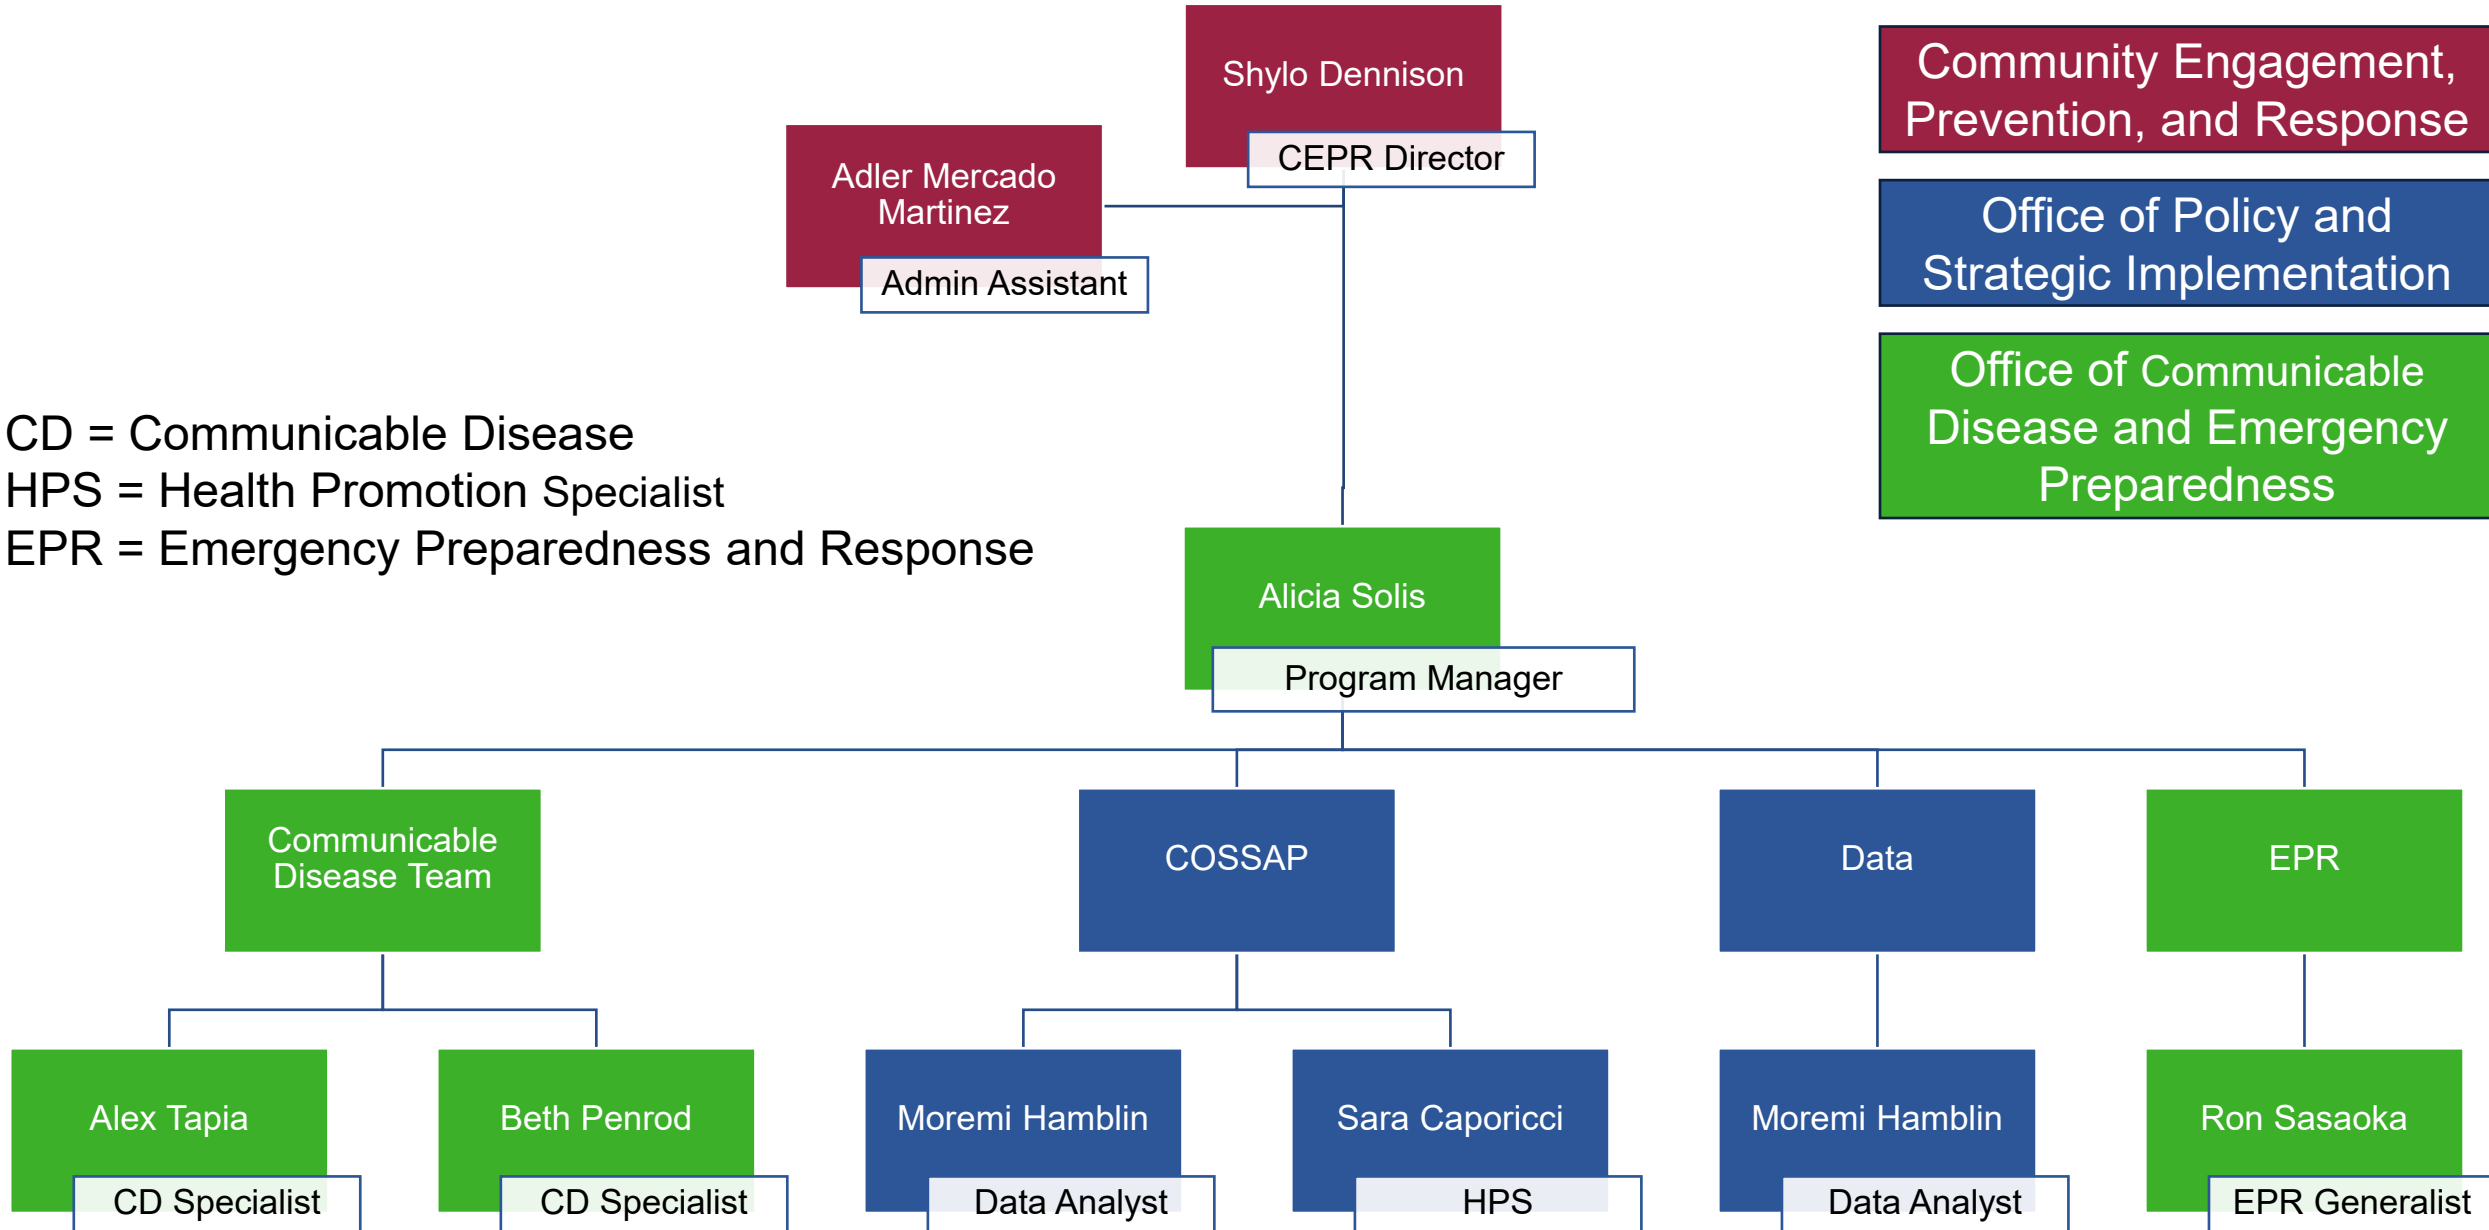 Shylo Dennison
CEPR Director
Adler Mercado
Martinez
Admin Assistant
Community Engagement,
Prevention, and Response
Office of Policy and
Strategic Implementation
Office of Communicable
Disease and Emergency
Preparedness
CD = Communicable Disease
HPS = Health Promotion Specialist
EPR = Emergency Preparedness and Response
Alicia Solis
Program Manager
Communicable
Disease Team
COSSAP
Data
EPR
Alex Tapia
CD Specialist
Beth Penrod
CD Specialist
Moremi Hamblin
Data Analyst
Sara Caporicci
HPS
Moremi Hamblin
Data Analyst
Ron Sasaoka
EPR Generalist